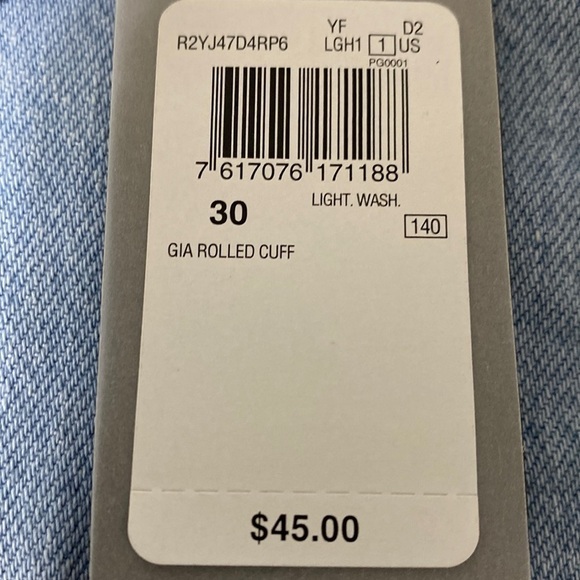 YF D2
R2YJ47D4RP6 LGH1 1 US
PG0001
7 617076 171188
LIGHT. WASH.
30
140
GIA ROLLED CUFF
$45.00